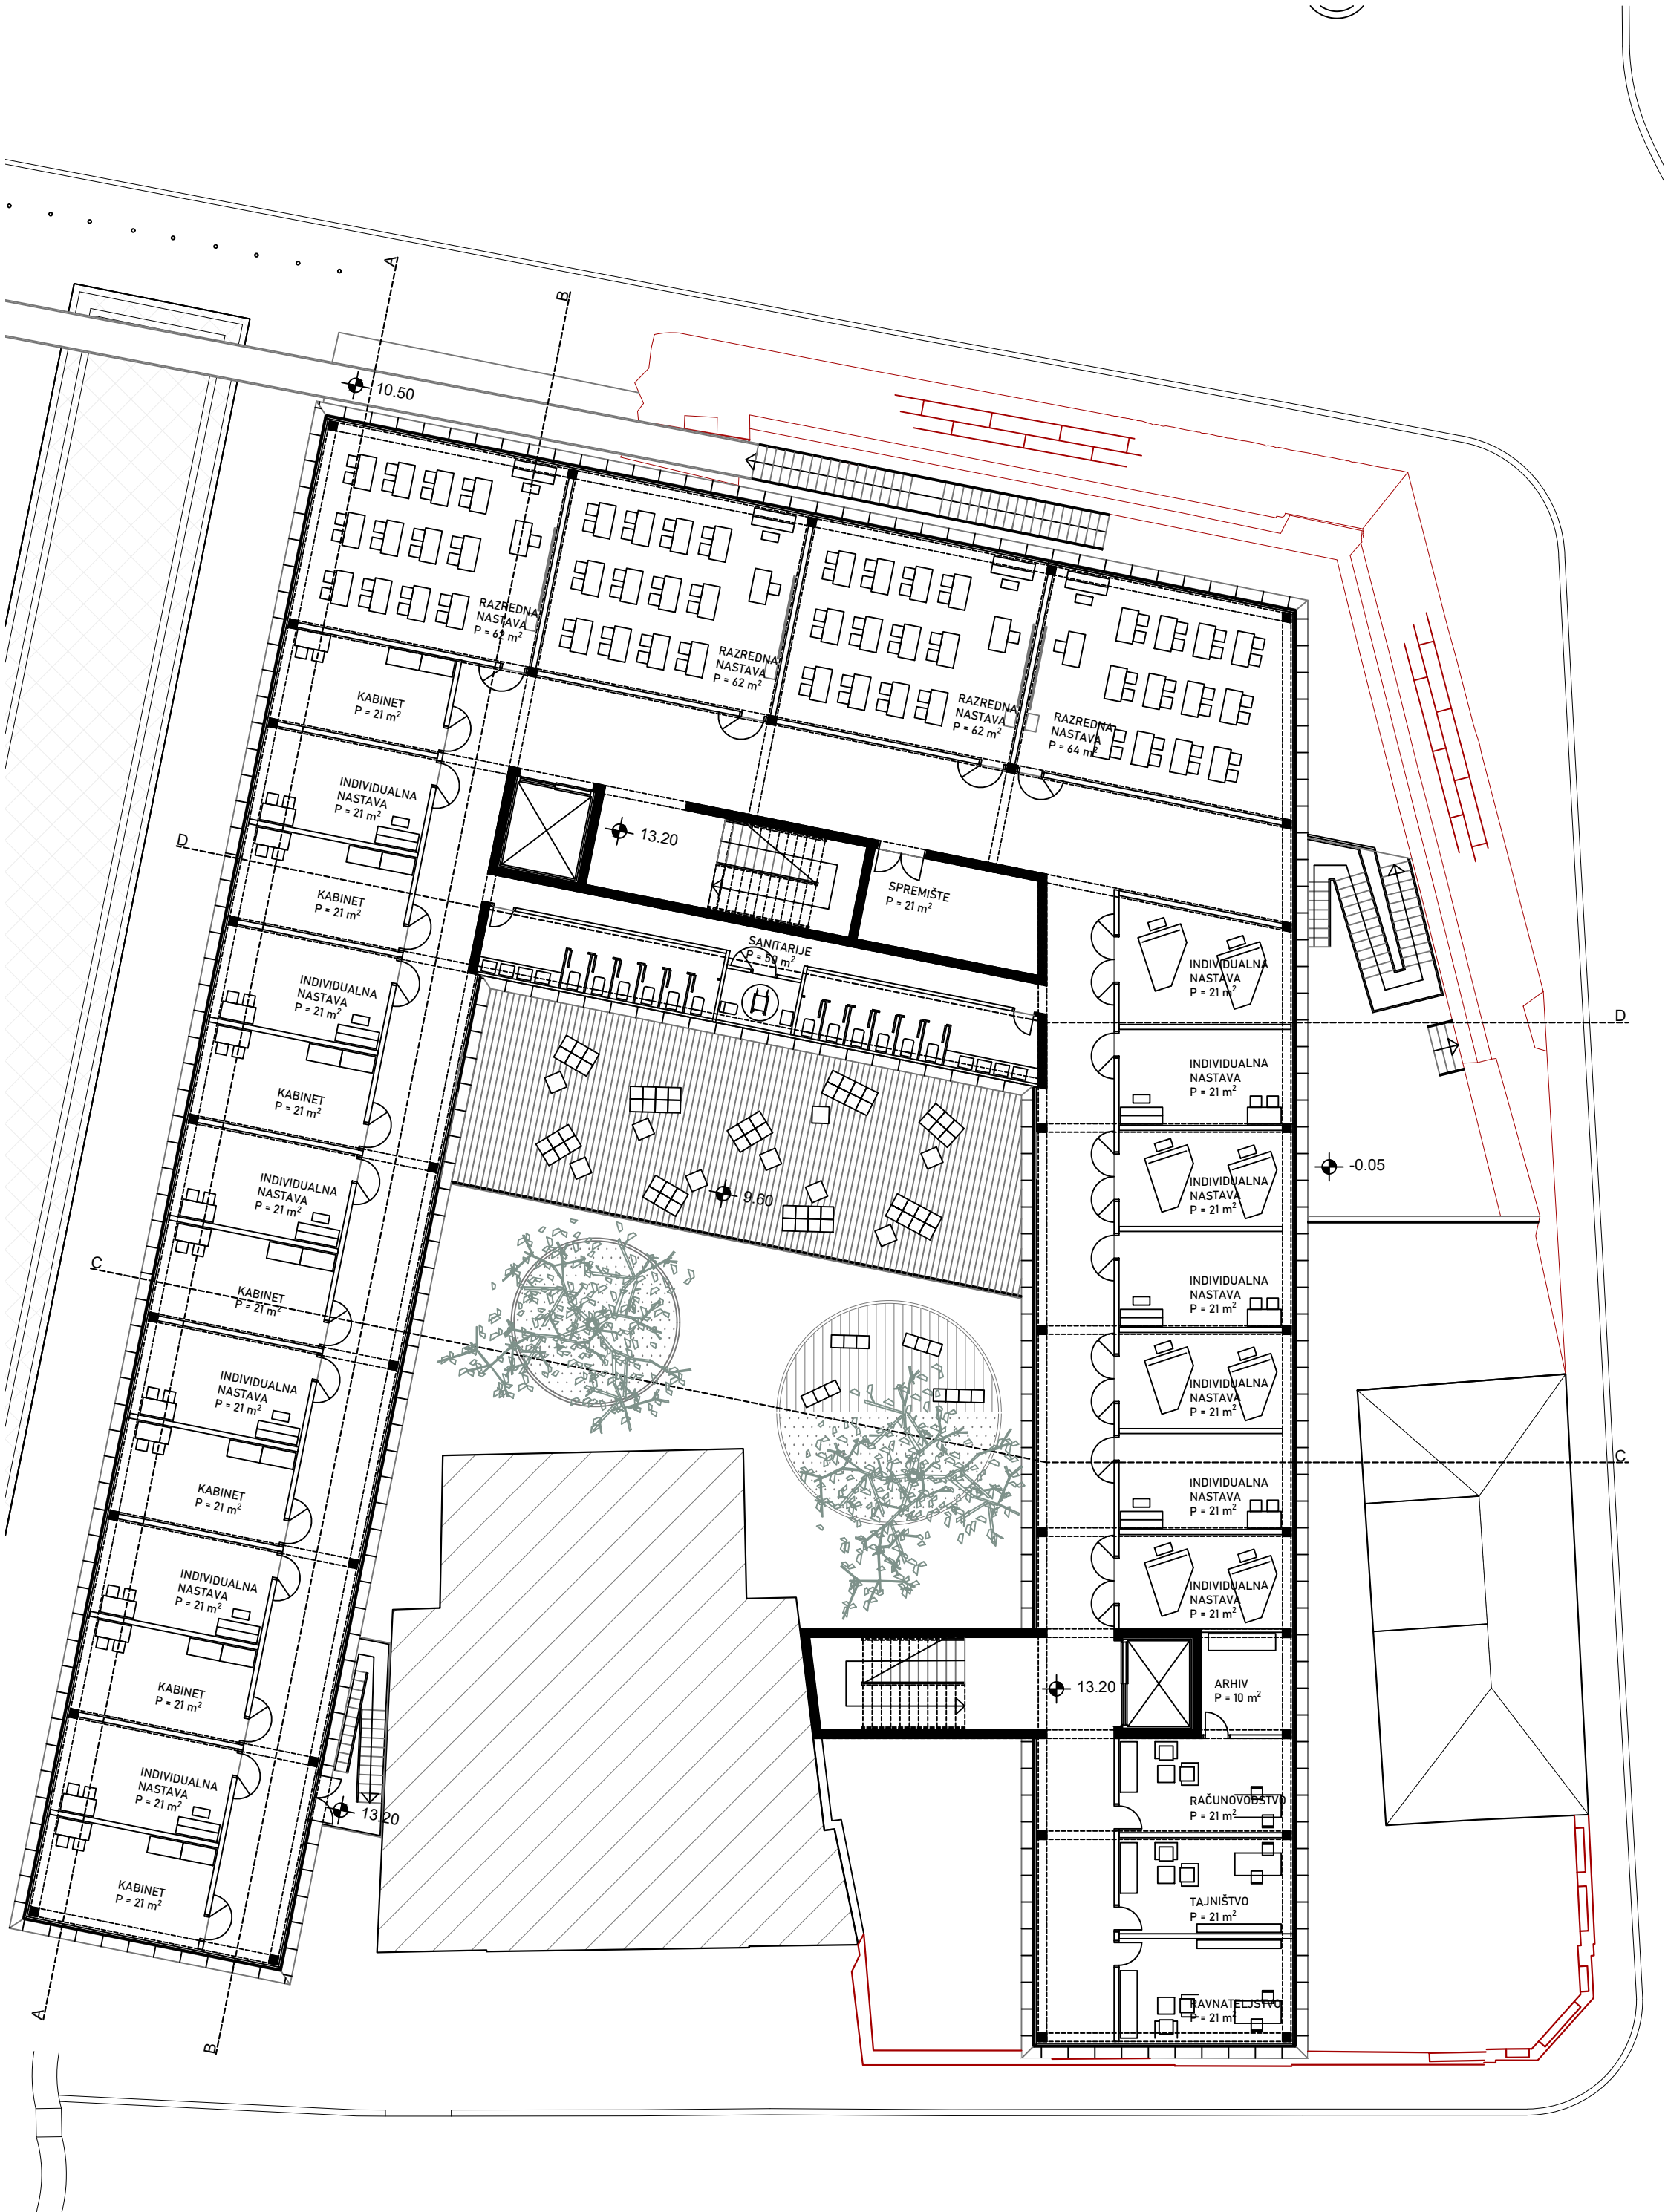 A
B
10.50
RAZREDNA
NASTAVA
P = 62 m²
RAZREDNA
NASTAVA
P = 62 m²
RAZREDNA
NASTAVA
P = 62 m²
RAZREDNA
NASTAVA
P = 64 m²
KABINET
P = 21 m²
INDIVIDUALNA
NASTAVA
P = 21 m²
D
13.20
KABINET
P = 21 m²
SPREMIŠTE
P = 21 m²
SANITARIJE
P = 50 m²
INDIVIDUALNA
NASTAVA
P = 21 m²
INDIVIDUALNA
NASTAVA
P = 21 m²
D
KABINET
P = 21 m²
INDIVIDUALNA
NASTAVA
P = 21 m²
INDIVIDUALNA
NASTAVA
P = 21 m²
INDIVIDUALNA
NASTAVA
P = 21 m²
-0.05
9.60
C
KABINET
P = 21 m²
INDIVIDUALNA
NASTAVA
P = 21 m²
INDIVIDUALNA
NASTAVA
P = 21 m²
INDIVIDUALNA
NASTAVA
P = 21 m²
C
KABINET
P = 21 m²
INDIVIDUALNA
NASTAVA
P = 21 m²
INDIVIDUALNA
NASTAVA
P = 21 m²
INDIVIDUALNA
NASTAVA
P = 21 m²
KABINET
P = 21 m²
13.20
ARHIV
P = 10 m²
INDIVIDUALNA
NASTAVA
P = 21 m²
13.20
RAČUNOVODSTVO
P = 21 m²
KABINET
P = 21 m²
TAJNIŠTVO
P = 21 m²
RAVNATELJSTVO
P = 21 m²
A
B